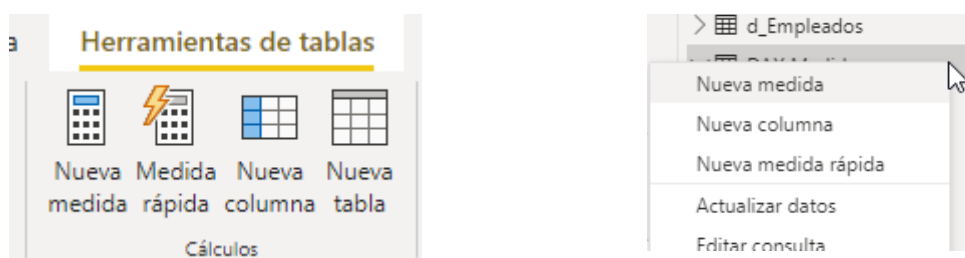 a
Herramientas de tablas
Nueva medida
Medida rápida
Nueva columna
Nueva tabla
Cálculos
d_Empleados
Nueva medida
Nueva columna
Nueva medida rápida
Actualizar datos
Editar consulta